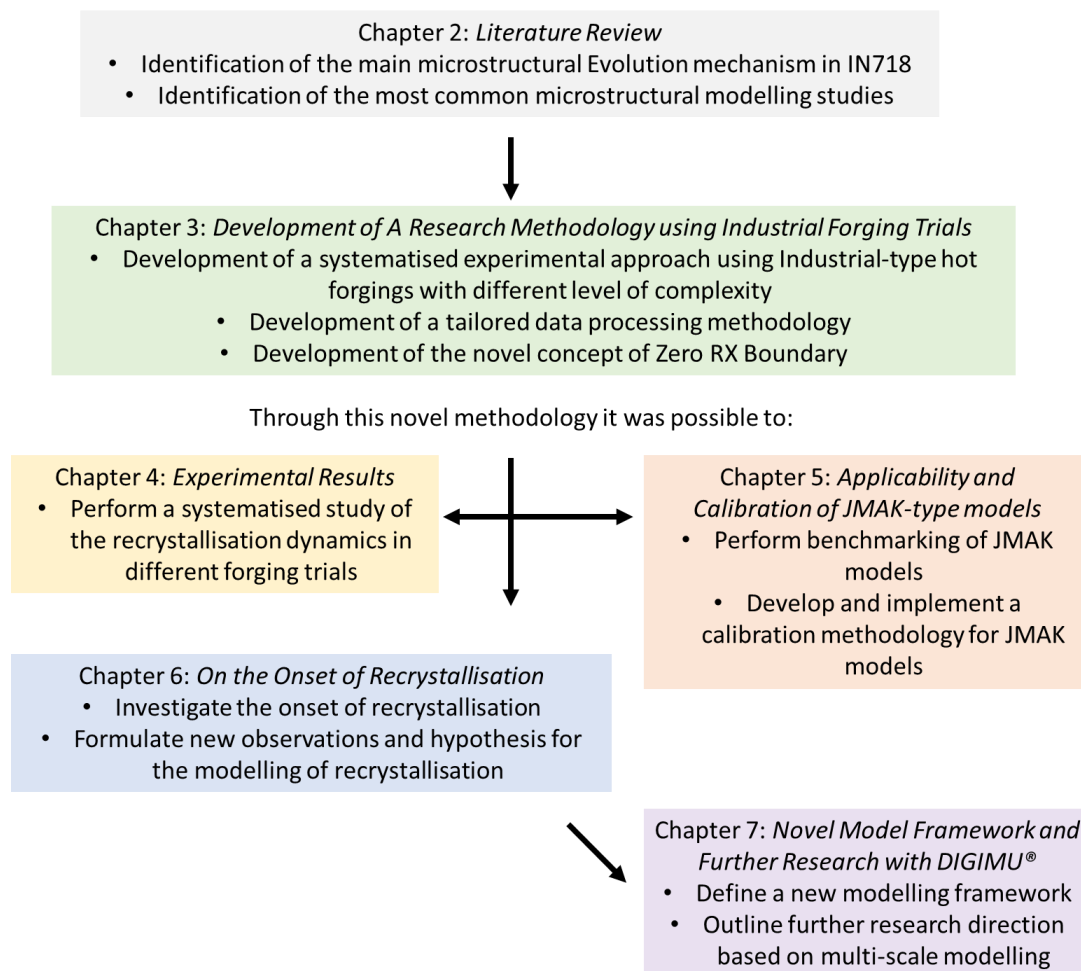 Chapter 2: Literature Review
• Identification of the main microstructural Evolution mechanism in IN718
• Identification of the most common microstructural modelling studies
Chapter 3: Development of A Research Methodology using Industrial Forging Trials
• Development of a systematised experimental approach using Industrial-type hot
forgings with different level of complexity
• Development of a tailored data processing methodology
• Development of the novel concept of Zero RX Boundary
Through this novel methodology it was possible to:
Chapter 4: Experimental Results
• Perform a systematised study of
the recrystallisation dynamics in
different forging trials
Chapter 5: Applicability and
Calibration of JMAK-type models
• Perform benchmarking of JMAK
models
• Develop and implement a
calibration methodology for JMAK
models
Chapter 6: On the Onset of Recrystallisation
• Investigate the onset of recrystallisation
• Formulate new observations and hypothesis for
the modelling of recrystallisation
Chapter 7: Novel Model Framework and
Further Research with DIGIMU®
• Define a new modelling framework
• Outline further research direction
based on multi-scale modelling